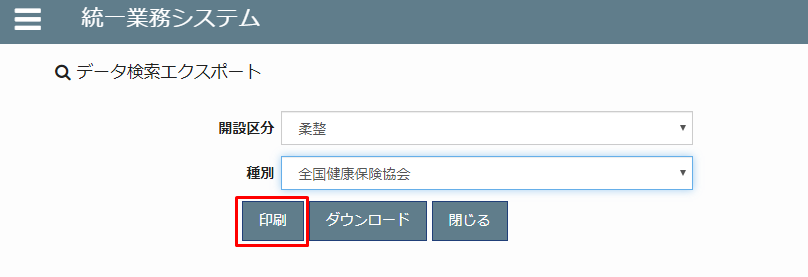 統一業務システム
データ検索エクスポート
開設区分 柔整
種別 全国健康保険協会
印刷 ダウンロード 閉じる